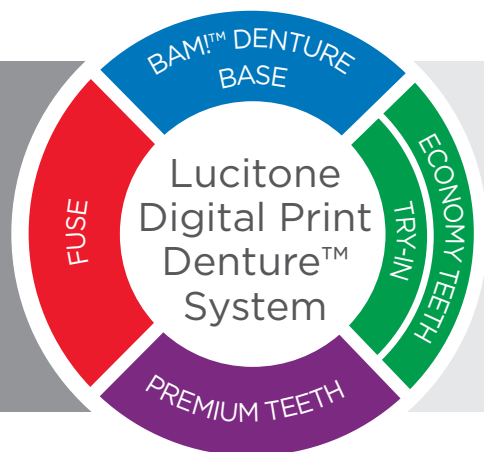 BAM!™ DENTURE
BASE
FUSE
Lucitone
Digital Print
Denture™
System
TRY-IN
ECONOMY TEETH
PREMIUM TEETH